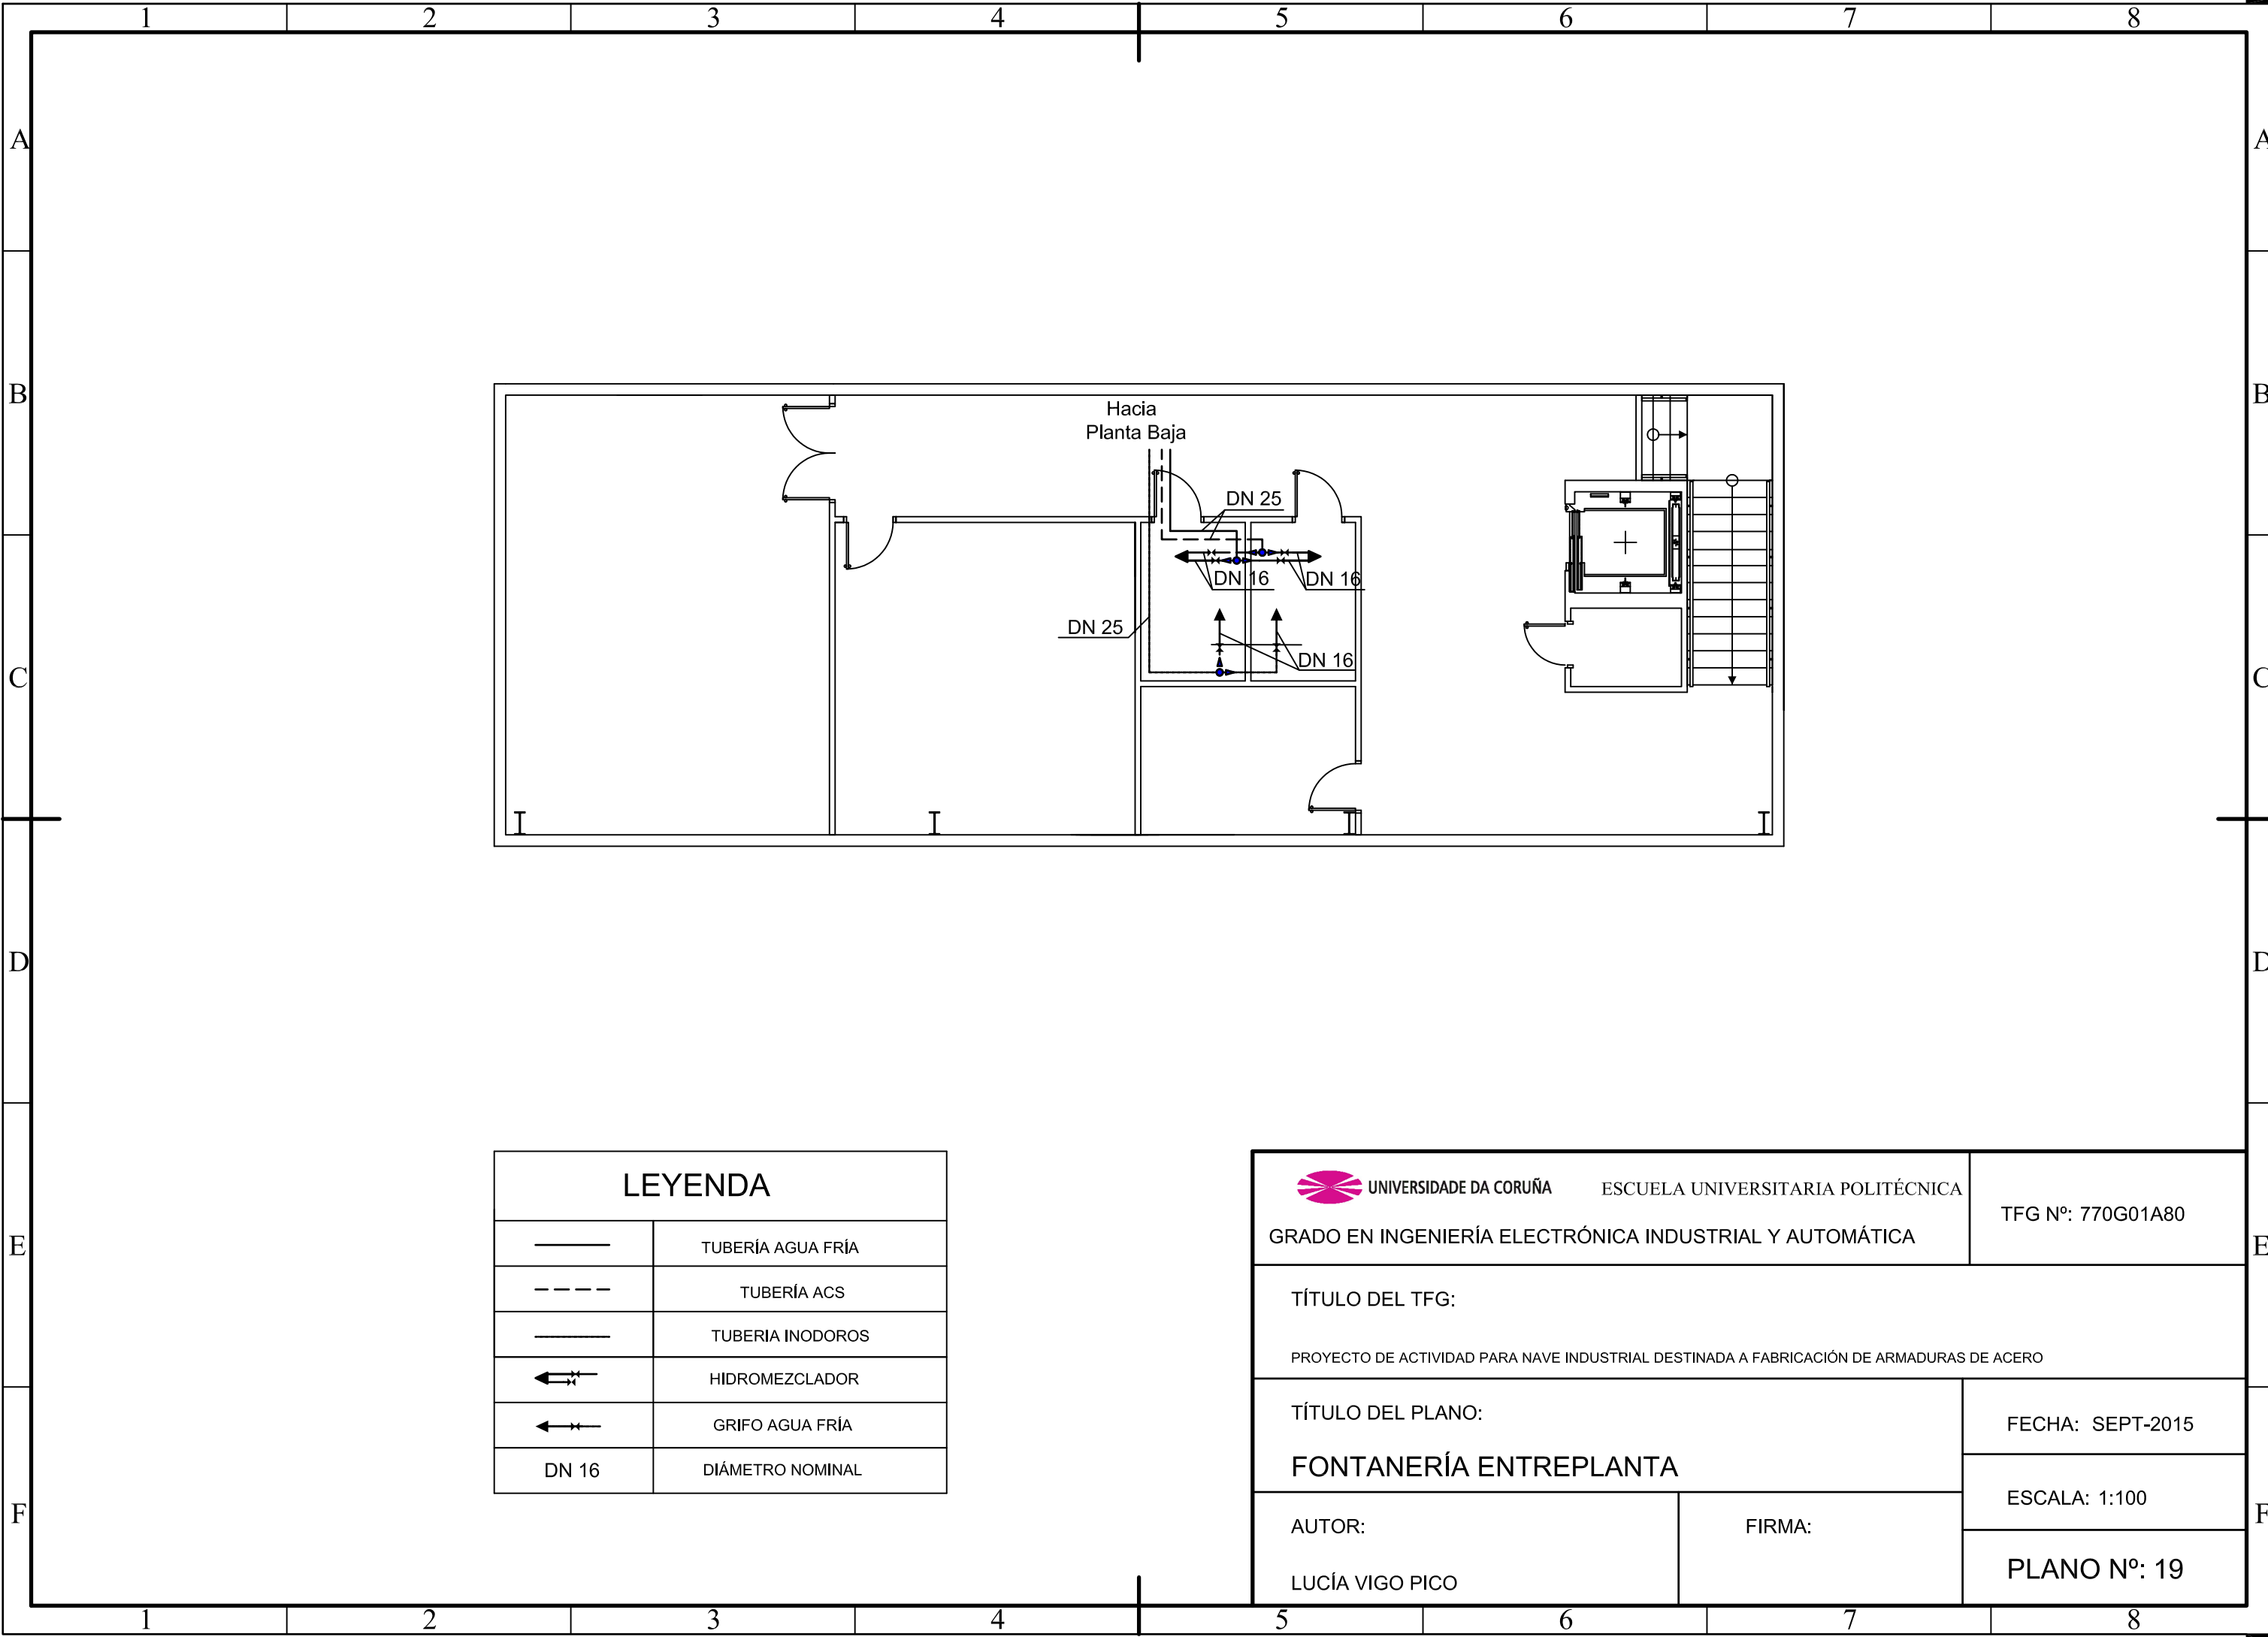 1 2 3 4 5 6 7 8
A A
B B
C C
D D
E E
F F
Hacia
Planta Baja
DN 25
DN 16
DN 16
DN 25
DN 16
LEYENDA
TUBERÍA AGUA FRÍA
TUBERÍA ACS
TUBERIA INODOROS
HIDROMEZCLADOR
GRIFO AGUA FRÍA
DN 16 DIÁMETRO NOMINAL
UNIVERSIDADE DA CORUÑA ESCUELA UNIVERSITARIA POLITÉCNICA
GRADO EN INGENIERÍA ELECTRÓNICA INDUSTRIAL Y AUTOMÁTICA
TFG Nº: 770G01A80
TÍTULO DEL TFG:
PROYECTO DE ACTIVIDAD PARA NAVE INDUSTRIAL DESTINADA A FABRICACIÓN DE ARMADURAS DE ACERO
TÍTULO DEL PLANO:
FONTANERÍA ENTREPLANTA
FECHA: SEPT-2015
ESCALA: 1:100
AUTOR:
LUCÍA VIGO PICO
FIRMA:
PLANO Nº: 19
1 2 3 4 5 6 7 8